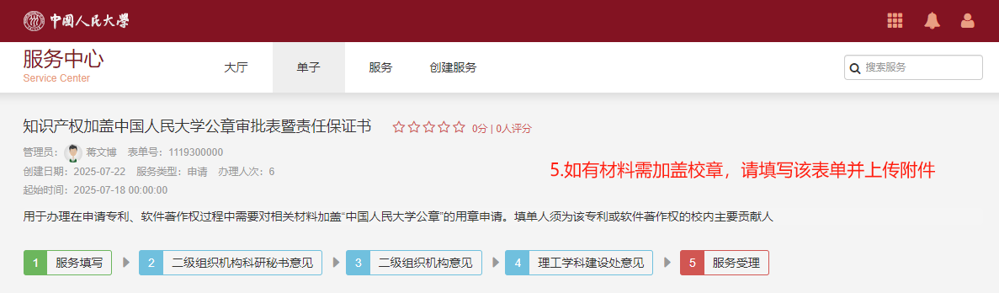 中國人民大學
服务中心
Service Center
大厅 单子 服务 创建服务
搜索服务
知识产权加盖中国人民大学公章审批表暨责任保证书 0分 | 0人评分
管理员: 蒋文博 表单号: 1119300000
创建日期: 2025-07-22 服务类型: 申请 办理人次: 6
起始时间: 2025-07-18 00:00:00
5.如有材料需加盖校章，请填写该表单并上传附件
用于办理在申请专利、软件著作权过程中需要对相关材料加盖“中国人民大学公章”的用章申请。填单人须为该专利或软件著作权的校内主要贡献人
1 服务填写 2 二级组织机构科研秘书意见 3 二级组织机构意见 4 理工学科建设处意见 5 服务受理